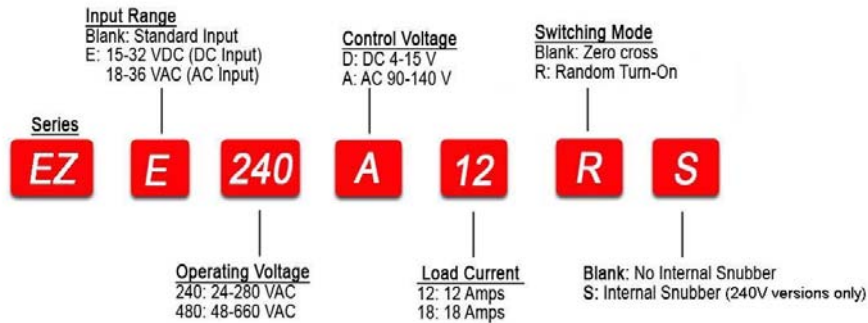 Input Range
Blank: Standard Input
E: 15-32 VDC (DC Input)
18-36 VAC (AC Input)
Control Voltage
D: DC 4-15 V
A: AC 90-140 V
Switching Mode
Blank: Zero cross
R: Random Turn-On
Series
EZ E 240 A 12 R S
Operating Voltage
240: 24-280 VAC
480: 48-660 VAC
Load Current
12: 12 Amps
18: 18 Amps
Blank: No Internal Snubber
S: Internal Snubber (240V versions only)